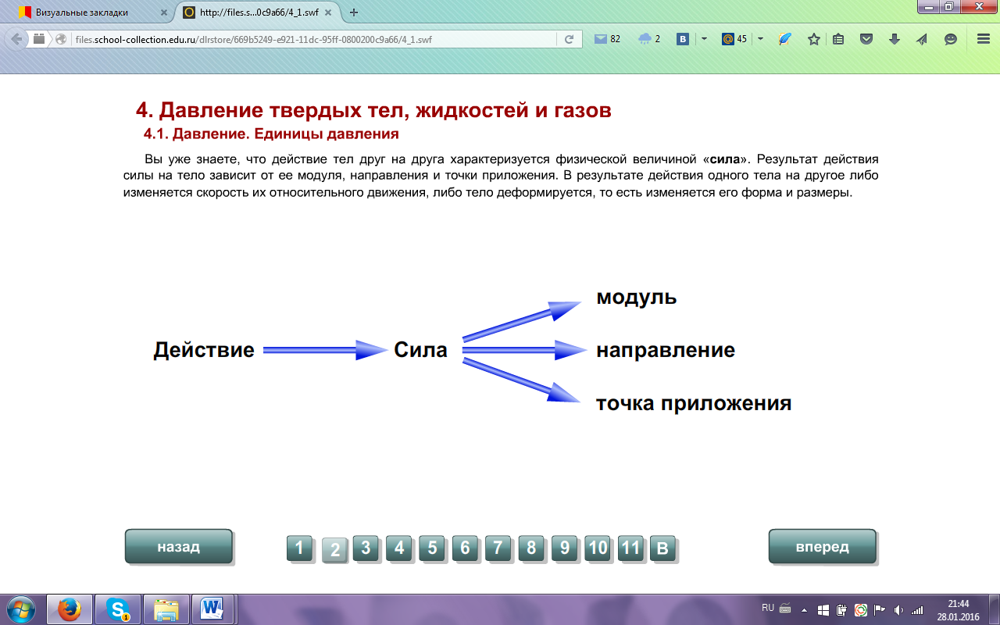 Визуальные закладки
http://files.s...0c9a66/4_1.swf
files.school-collection.edu.ru/dlrstore/669b5249-e921-11dc-95ff-0800200c9a66/4_1.swf
82
2
В
45
4. Давление твердых тел, жидкостей и газов
4.1. Давление. Единицы давления
Вы уже знаете, что действие тел друг на друга характеризуется физической величиной «сила». Результат действия
силы на тело зависит от ее модуля, направления и точки приложения. В результате действия одного тела на другое либо
изменяется скорость их относительного движения, либо тело деформируется, то есть изменяется его форма и размеры.
модуль
Действие
Сила
направление
точка приложения
назад
1 2 3 4 5 6 7 8 9 10 11 В
вперед
RU
21:44
28.01.2016